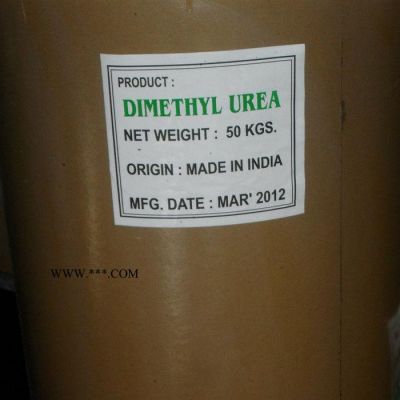 PRODUCT :
DIMETHYL UREA
NET WEIGHT : 50 KGS.
ORIGIN : MADE IN INDIA
MFG. DATE : MAR' 2012
WWW.***.COM